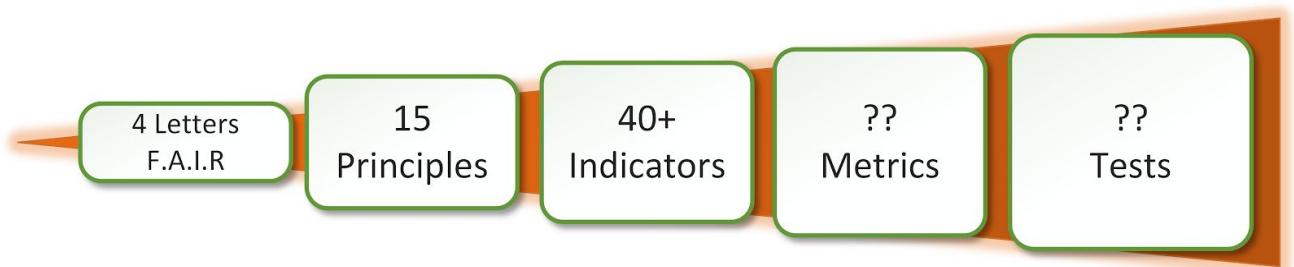 4 Letters
F.A.I.R
15
Principles
40+
Indicators
??
Metrics
??
Tests